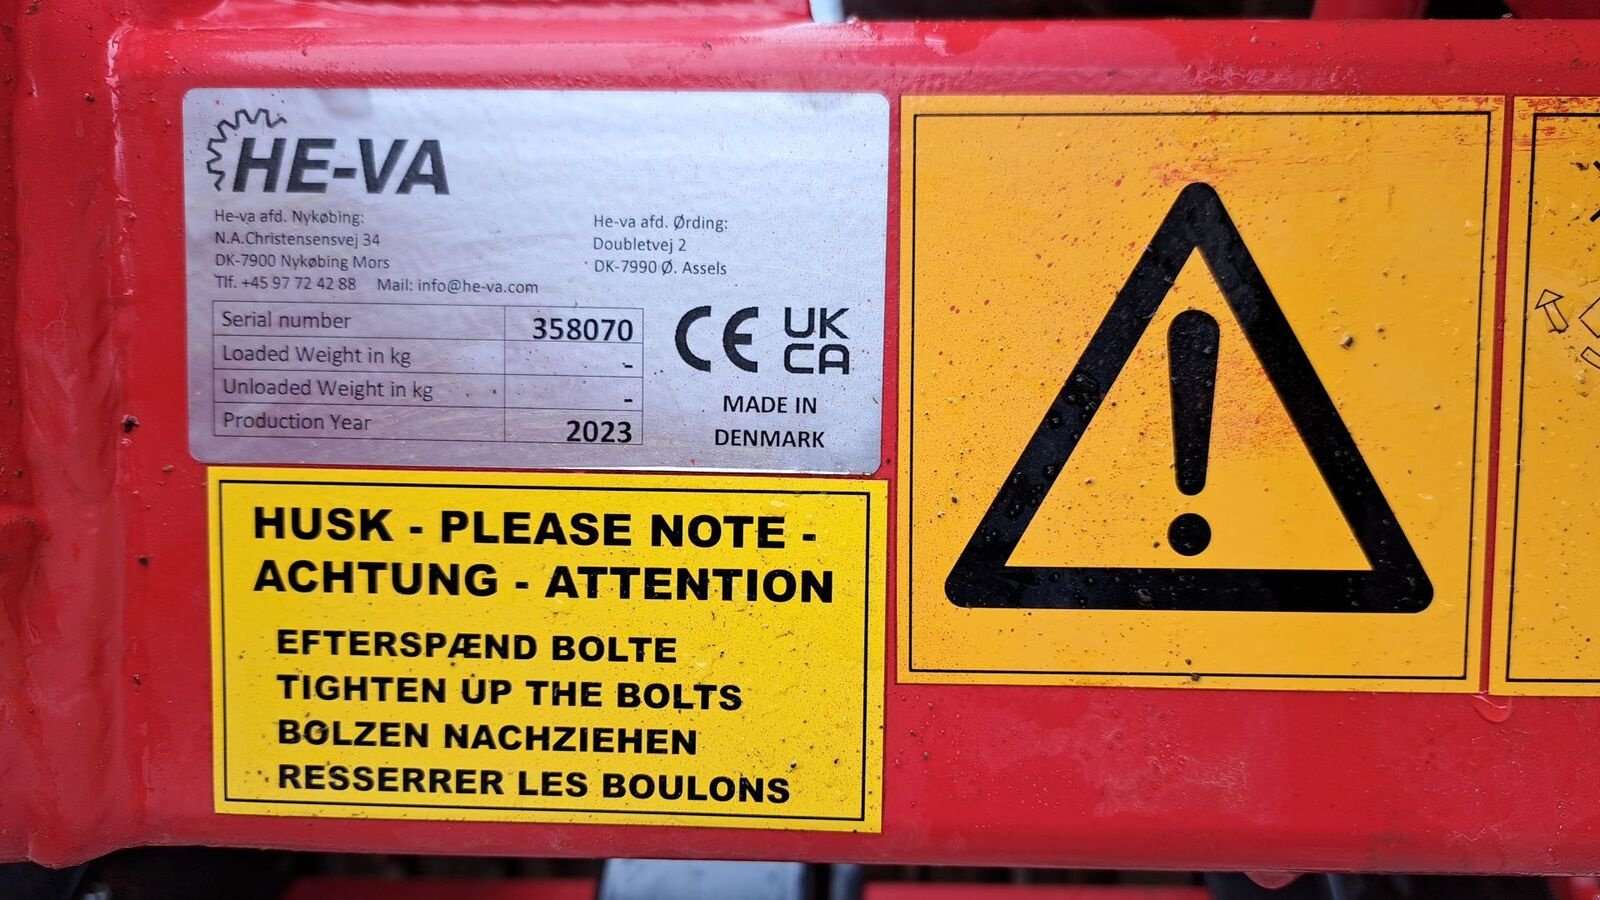 HE-VA
He-va afd. Nykøbing:
N.A.Christensensvej 34
DK-7900 Nykøbing Mors
Tlf. +45 97 72 42 88 Mail: info@he-va.com
He-va afd. Ørding:
Doubletvej 2
DK-7990 Ø. Assels
Serial number 358070
Loaded Weight in kg -
Unloaded Weight in kg -
Production Year 2023
CE UK
CA
MADE IN
DENMARK
HUSK - PLEASE NOTE -
ACHTUNG - ATTENTION
EFTERSPÆND BOLTE
TIGHTEN UP THE BOLTS
BOLZEN NACHZIEHEN
RESSERRER LES BOULONS